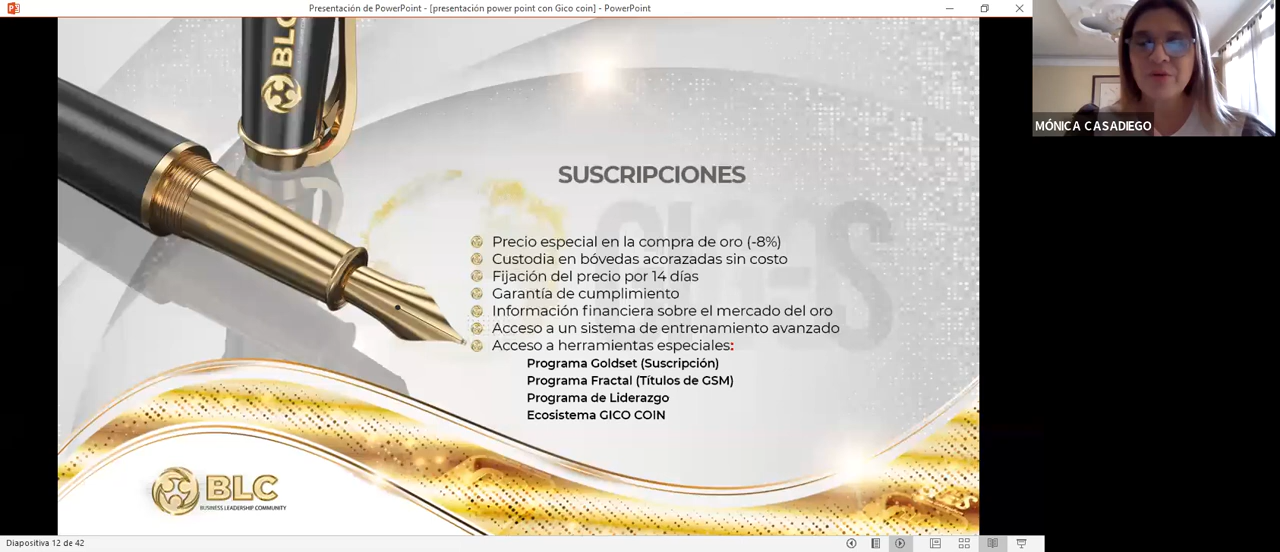 Presentación de PowerPoint - [presentación power point con Gico coin] - PowerPoint
BLC
MÓNICA CASADIEGO
SUSCRIPCIONES
Precio especial en la compra de oro (-8%)
Custodia en bóvedas acorazadas sin costo
Fijación del precio por 14 días
Garantía de cumplimiento
Información financiera sobre el mercado del oro
Acceso a un sistema de entrenamiento avanzado
Acceso a herramientas especiales:
Programa Goldset (Suscripción)
Programa Fractal (Títulos de GSM)
Programa de Liderazgo
Ecosistema GICO COIN
BLC
BUSINESS LEADERSHIP COMMUNITY
Diapositiva 12 de 42